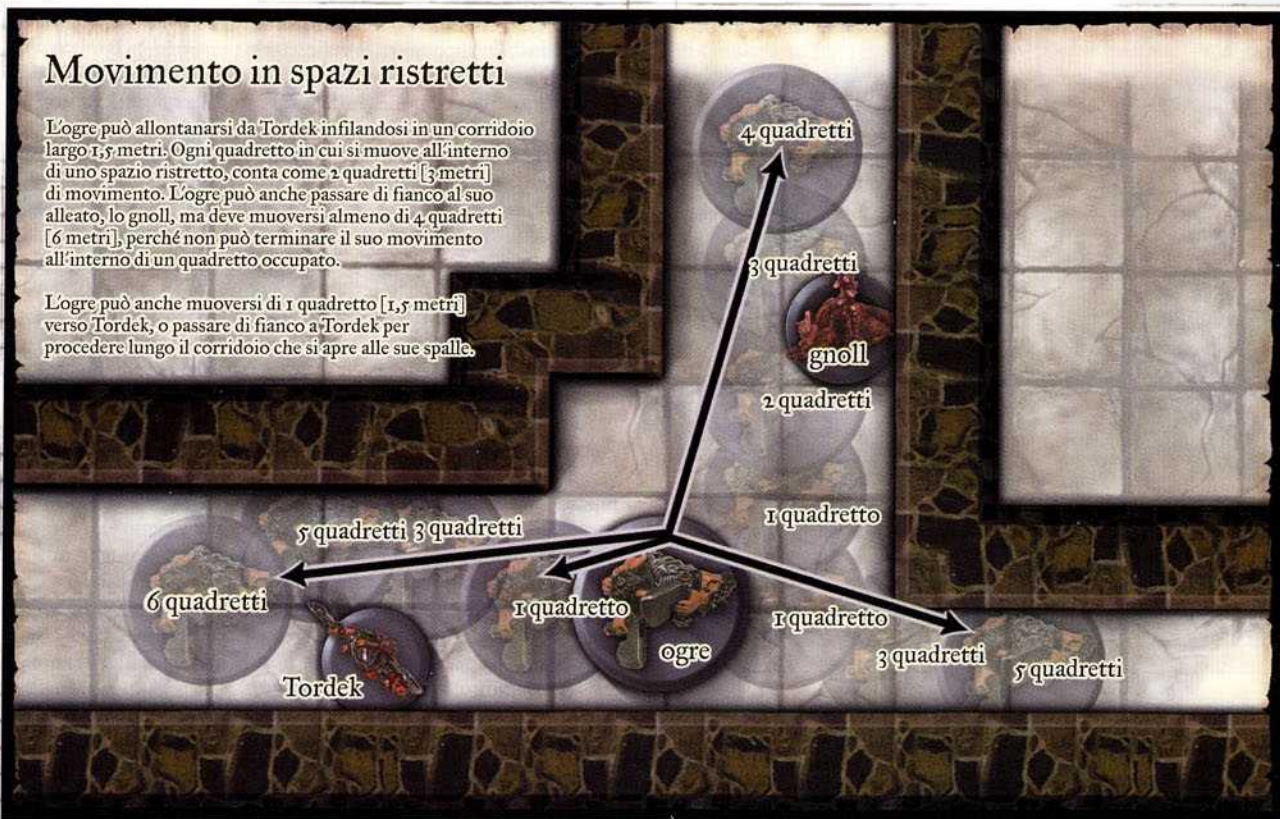 Movimento in spazi ristretti
L'ogre può allontanarsi da Tordek infilandosi in un corridoio
largo 1,5 metri. Ogni quadretto in cui si muove all'interno
di uno spazio ristretto, conta come 2 quadretti [3 metri]
di movimento. L'ogre può anche passare di fianco al suo
alleato, lo gnoll, ma deve muoversi almeno di 4 quadretti
[6 metri], perché non può terminare il suo movimento
all'interno di un quadretto occupato.
L'ogre può anche muoversi di 1 quadretto [1,5 metri]
verso Tordek, o passare di fianco a Tordek per
procedere lungo il corridoio che si apre alle sue spalle.
4 quadretti
3 quadretti
gnoll
2 quadretti
1 quadretto
5 quadretti 3 quadretti
6 quadretti
1 quadretto
1 quadretto
ogre
3 quadretti
5 quadretti
Tordek